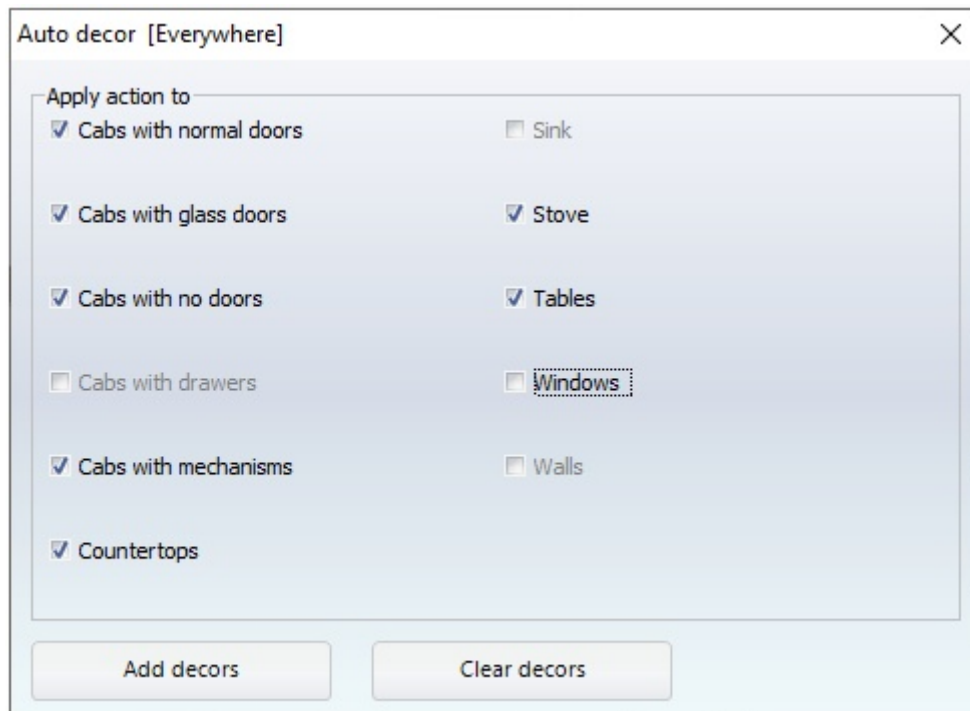 Auto decor [Everywhere]
Apply action to
Cabs with normal doors
Sink
Cabs with glass doors
Stove
Cabs with no doors
Tables
Cabs with drawers
Windows
Cabs with mechanisms
Walls
Countertops
Add decors
Clear decors